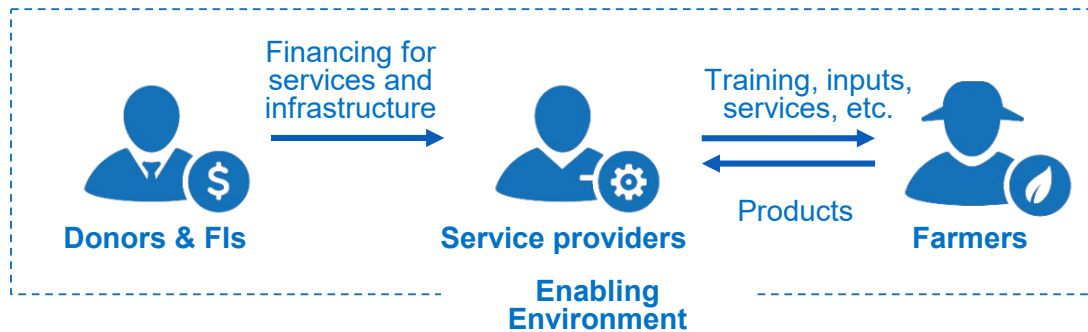 Financing for
services and
infrastructure
Training, inputs,
services, etc.
$
Products
Donors & FIs
Service providers
Farmers
Enabling
Environment